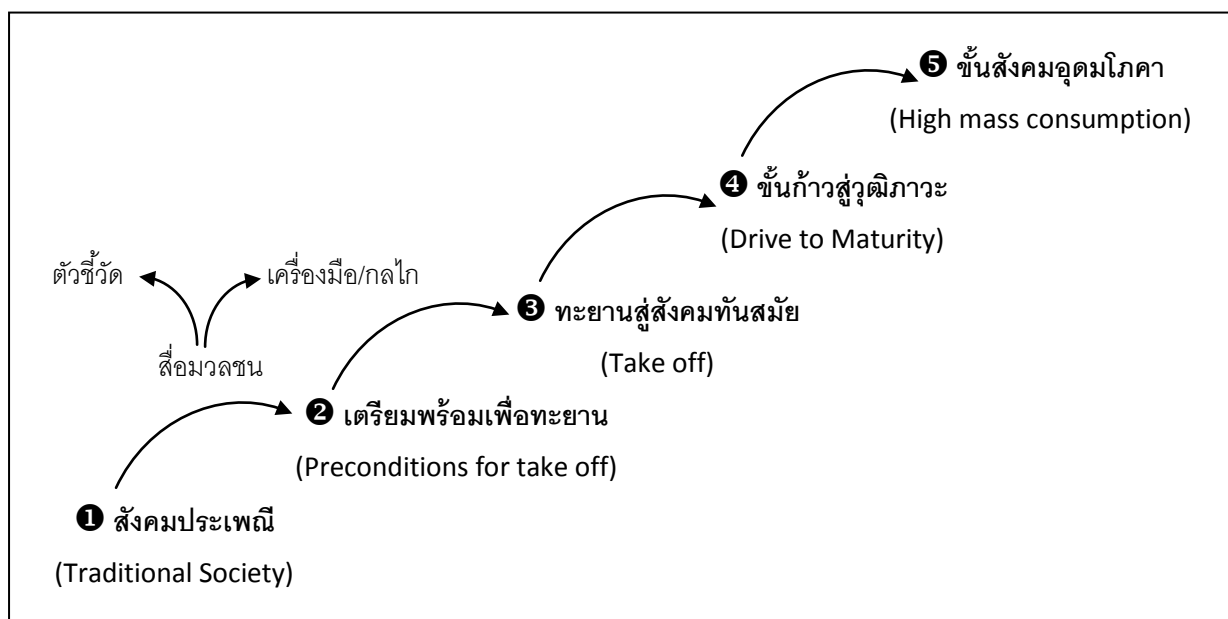 ❺ ขั้นสังคมอุดมโภคา
(High mass consumption)
❹ ขั้นก้าวสู่วุฒิภาวะ
(Drive to Maturity)
ตัวชี้วัด
เครื่องมือ/กลไก
❸ ทะยานสู่สังคมทันสมัย
(Take off)
สื่อมวลชน
❷ เตรียมพร้อมเพื่อทะยาน
(Preconditions for take off)
❶ สังคมประเพณี
(Traditional Society)